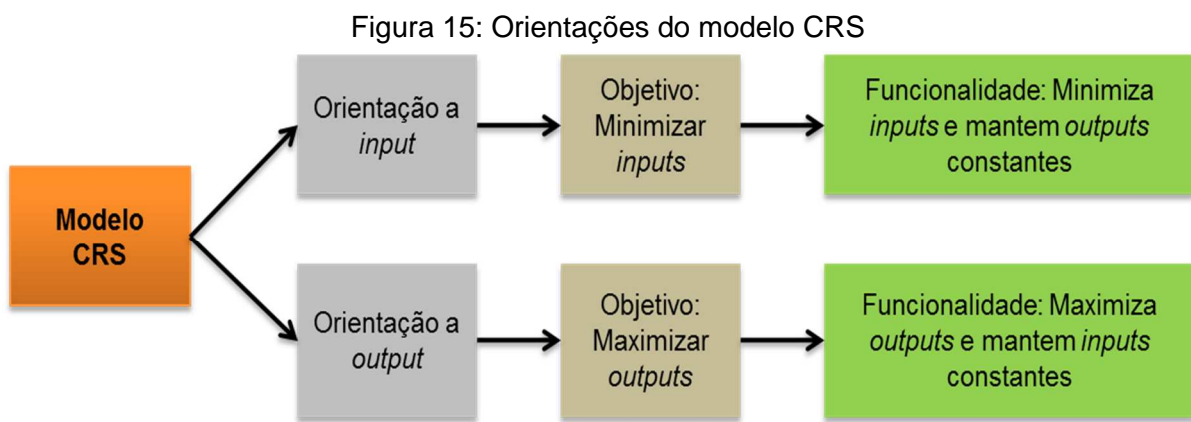 Figura 15: Orientações do modelo CRS
Modelo
CRS
Orientação a
input
Objetivo:
Minimizar
inputs
Funcionalidade: Minimiza
inputs e mantem outputs
constantes
Orientação a
output
Objetivo:
Maximizar
outputs
Funcionalidade: Maximiza
outputs e mantem inputs
constantes